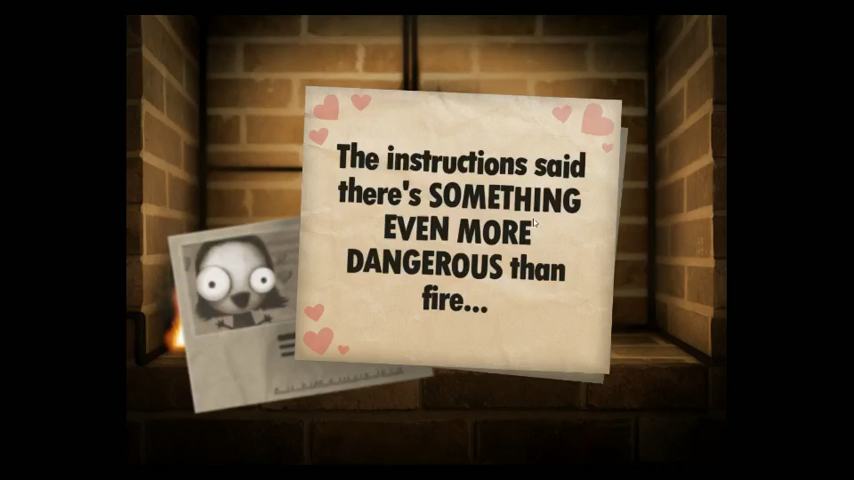 The instructions said
there's SOMETHING
EVEN MORE
DANGEROUS than
fire...